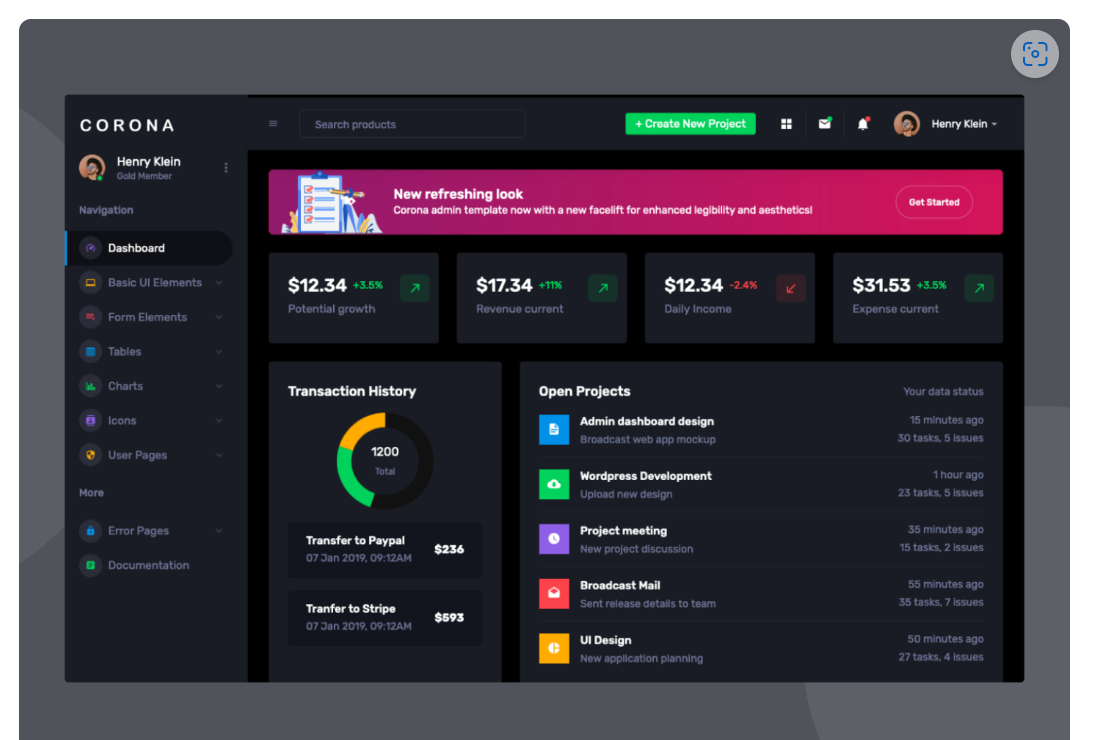 CORONA
Henry Klein
Gold Member
Navigation
Dashboard
Basic UI Elements
Form Elements
Tables
Charts
Icons
User Pages
More
Error Pages
Documentation
Search products
+ Create New Project
Henry Klein
New refreshing look
Corona admin template now with a new facelift for enhanced legibility and aesthetics!
Get Started
$12.34 +3.5%
Potential growth
$17.34 +11%
Revenue current
$12.34 -2.4%
Daily Income
$31.53 +3.5%
Expense current
Transaction History
1200
Total
Transfer to Paypal
07 Jan 2019, 09:12AM
$236
Tranfer to Stripe
07 Jan 2019, 09:12AM
$593
Open Projects
Your data status
Admin dashboard design
Broadcast web app mockup
15 minutes ago
30 tasks, 5 issues
Wordpress Development
Upload new design
1 hour ago
23 tasks, 5 issues
Project meeting
New project discussion
35 minutes ago
15 tasks, 2 issues
Broadcast Mail
Sent release details to team
55 minutes ago
35 tasks, 7 issues
UI Design
New application planning
50 minutes ago
27 tasks, 4 issues